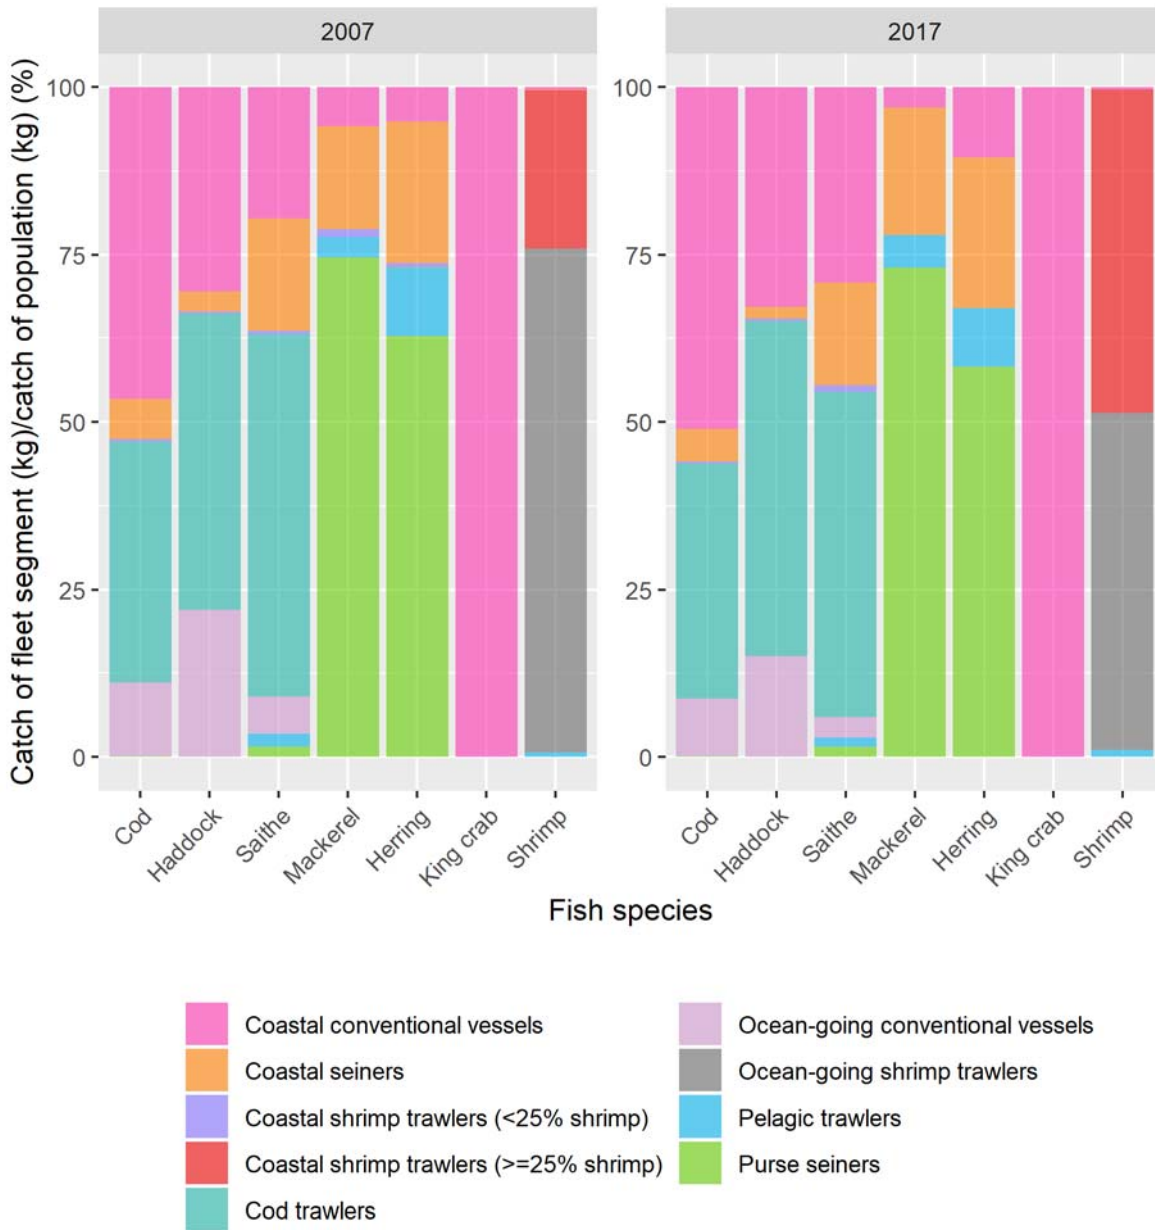 2007
2017
Catch of fleet segment (kg)/catch of population (kg) (%)
100
75
50
25
0
100
75
50
25
0
Cod
Haddock
Saithe
Mackerel
Herring
King crab
Shrimp
Cod
Haddock
Saithe
Mackerel
Herring
King crab
Shrimp
Fish species
Coastal conventional vessels
Coastal seiners
Coastal shrimp trawlers (<25% shrimp)
Coastal shrimp trawlers (>=25% shrimp)
Cod trawlers
Ocean-going conventional vessels
Ocean-going shrimp trawlers
Pelagic trawlers
Purse seiners